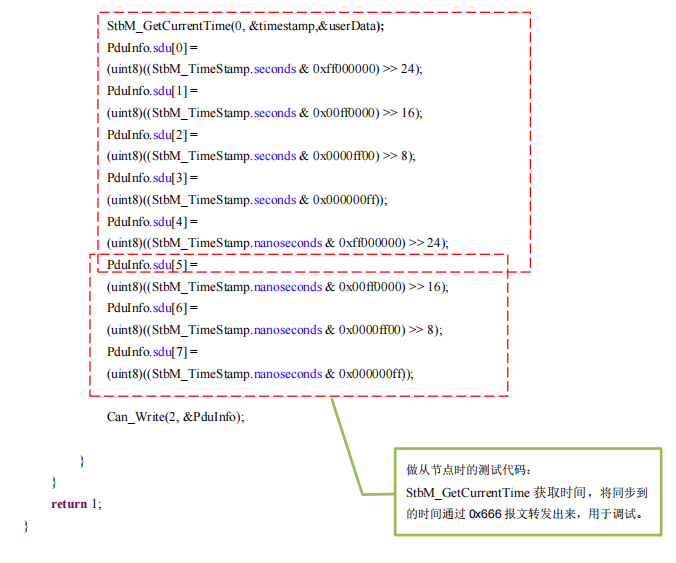 StbM_GetCurrentTime(0, &timestamp,&userData);
PduInfo.sdu[0] =
(uint8)((StbM_TimeStamp.seconds & 0xff000000) >> 24);
PduInfo.sdu[1] =
(uint8)((StbM_TimeStamp.seconds & 0x00ff0000) >> 16);
PduInfo.sdu[2] =
(uint8)((StbM_TimeStamp.seconds & 0x0000ff00) >> 8);
PduInfo.sdu[3] =
(uint8)((StbM_TimeStamp.seconds & 0x000000ff));
PduInfo.sdu[4] =
(uint8)((StbM_TimeStamp.nanoseconds & 0xff000000) >> 24);
PduInfo.sdu[5] =
(uint8)((StbM_TimeStamp.nanoseconds & 0x00ff0000) >> 16);
PduInfo.sdu[6] =
(uint8)((StbM_TimeStamp.nanoseconds & 0x0000ff00) >> 8);
PduInfo.sdu[7] =
(uint8)((StbM_TimeStamp.nanoseconds & 0x000000ff));
Can_Write(2, &PduInfo);
}
}
return 1;
}
做从节点时的测试代码：
StbM_GetCurrentTime 获取时间，将同步到
的时间通过 0x666 报文转发出来，用于调试。